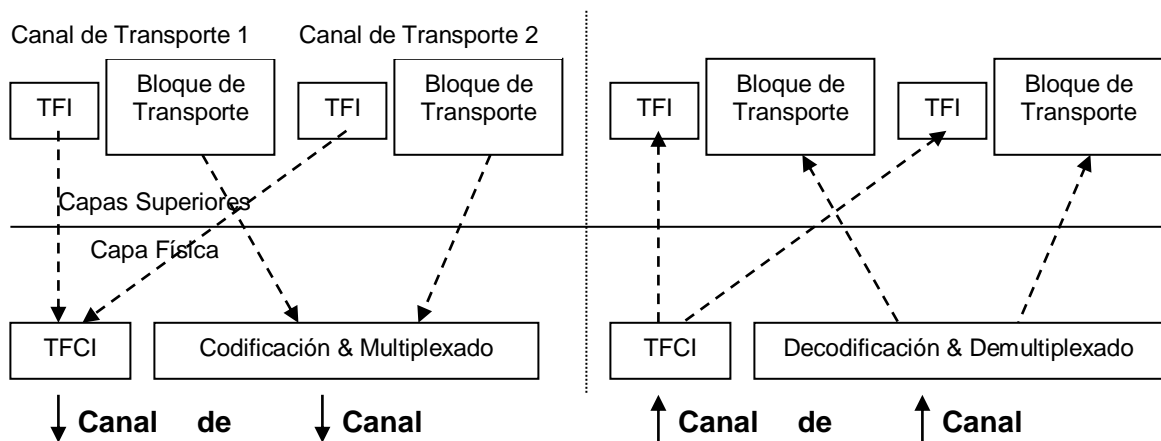 Canal de Transporte 1
Canal de Transporte 2
TFI
Bloque de
Transporte
TFI
Bloque de
Transporte
TFI
Bloque de
Transporte
TFI
Bloque de
Transporte
Capas Superiores
Capa Física
TFCI
Codificación & Multiplexado
TFCI
Decodificación & Demultiplexado
Canal de
Canal
Canal de
Canal